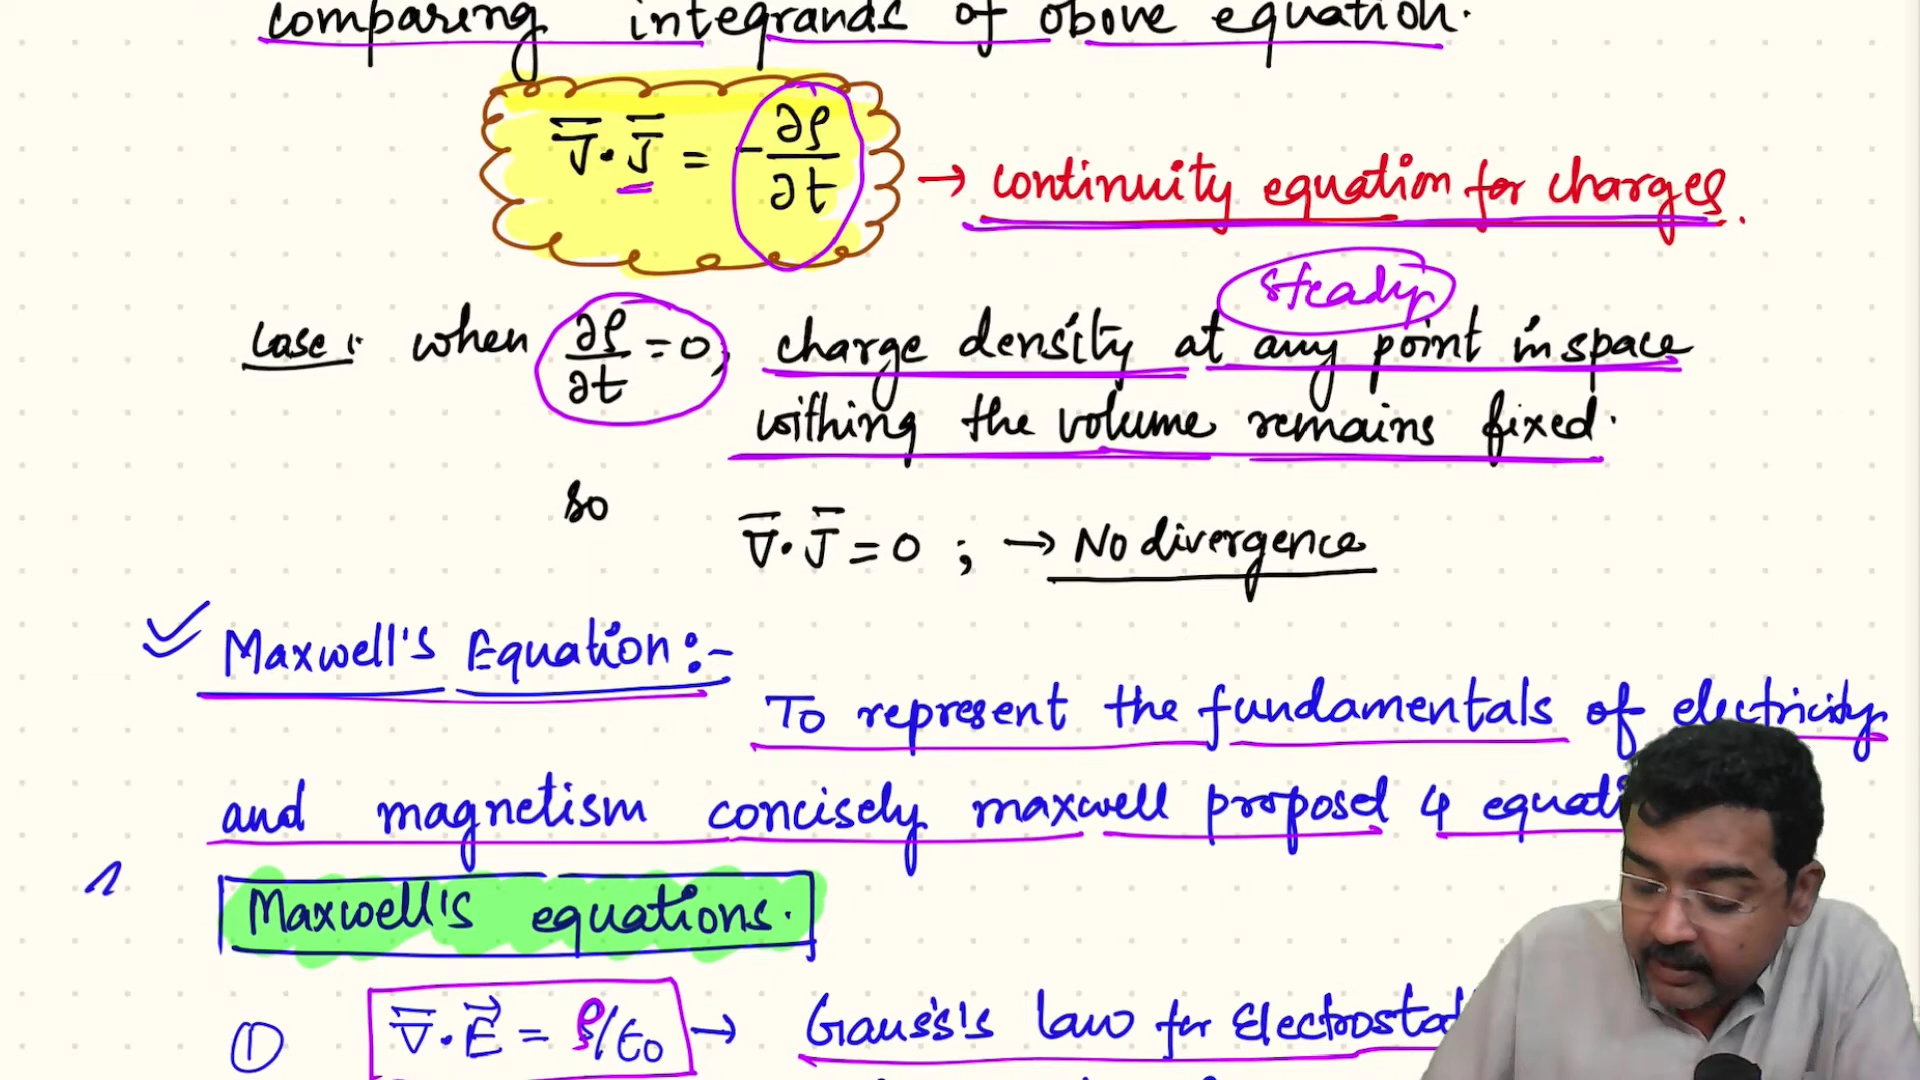 comparing integrands of obove equation.
∇·J = -∂ρ/∂t → continuity equation for charges.
steady
case: when ∂ρ/∂t = 0, charge density at any point in space
withing the volume remains fixed.
so
∇·J = 0 ; → No divergence
Maxwell's Equation:-
To represent the fundamentals of electricity
and magnetism concisely maxwell proposed 4
1
Maxwell's equations.
① ∇·E = ρ/ϵ0 → Gauss's law for